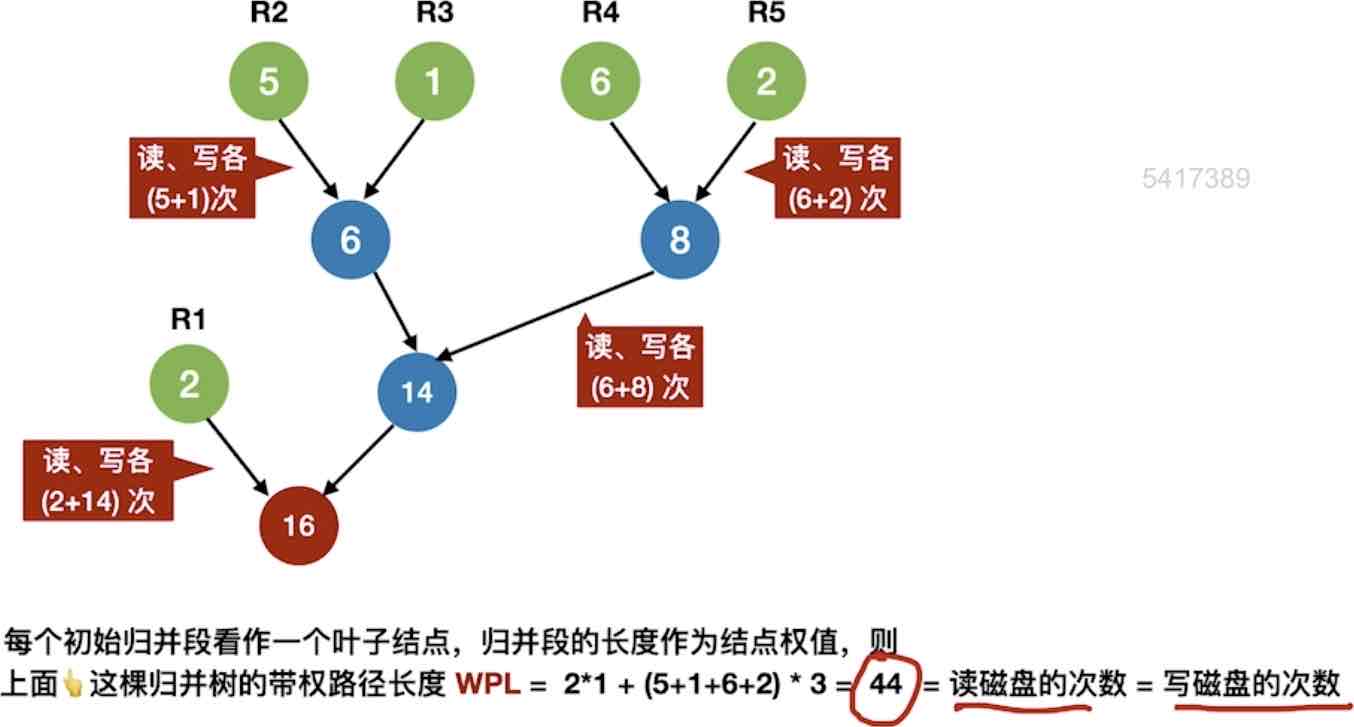 R2 R3 R4 R5
5 1 6 2
读、写各
(5+1)次
读、写各
(6+2) 次
5417389
6 8
R1
读、写各
(6+8) 次
2 14
读、写各
(2+14) 次
16
每个初始归并段看作一个叶子结点，归并段的长度作为结点权值，则
上面👆这棵归并树的带权路径长度 WPL = 2*1 + (5+1+6+2) * 3 = 44 = 读磁盘的次数 = 写磁盘的次数